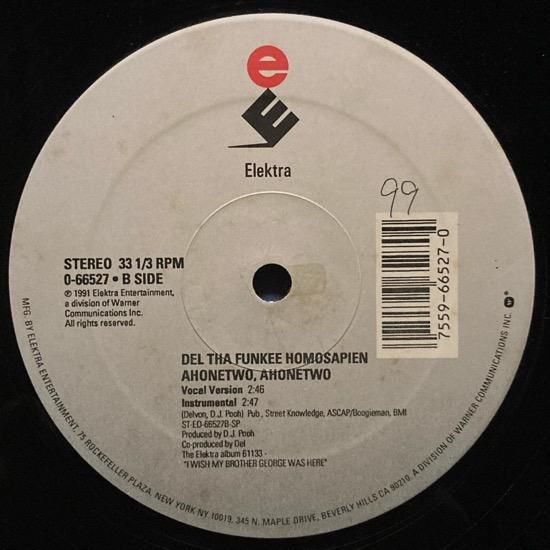 e
E
Elektra
99
7559-66527-0
STEREO 33 1/3 RPM
0-66527 • B SIDE
℗ 1991 Elektra Entertainment,
a division of Warner
Communications Inc.
All rights reserved.
DEL THA FUNKEE HOMOSAPIEN
AHONETWO, AHONETWO
Vocal Version 2:46
Instrumental 2:47
(Delvon, D.J. Pooh) Pub., Street Knowledge, ASCAP/Boogieman, BMI
ST-EO-66527B-SP
Produced by D.J. Pooh
Co-produced by Del
The Elektra album 61133 -
"I WISH MY BROTHER GEORGE WAS HERE"
MFG. BY ELEKTRA ENTERTAINMENT, 75 ROCKEFELLER PLAZA, NEW YORK NY 10019, 345 N. MAPLE DRIVE, BEVERLY HILLS CA 90210. A DIVISION OF WARNER COMMUNICATIONS INC.